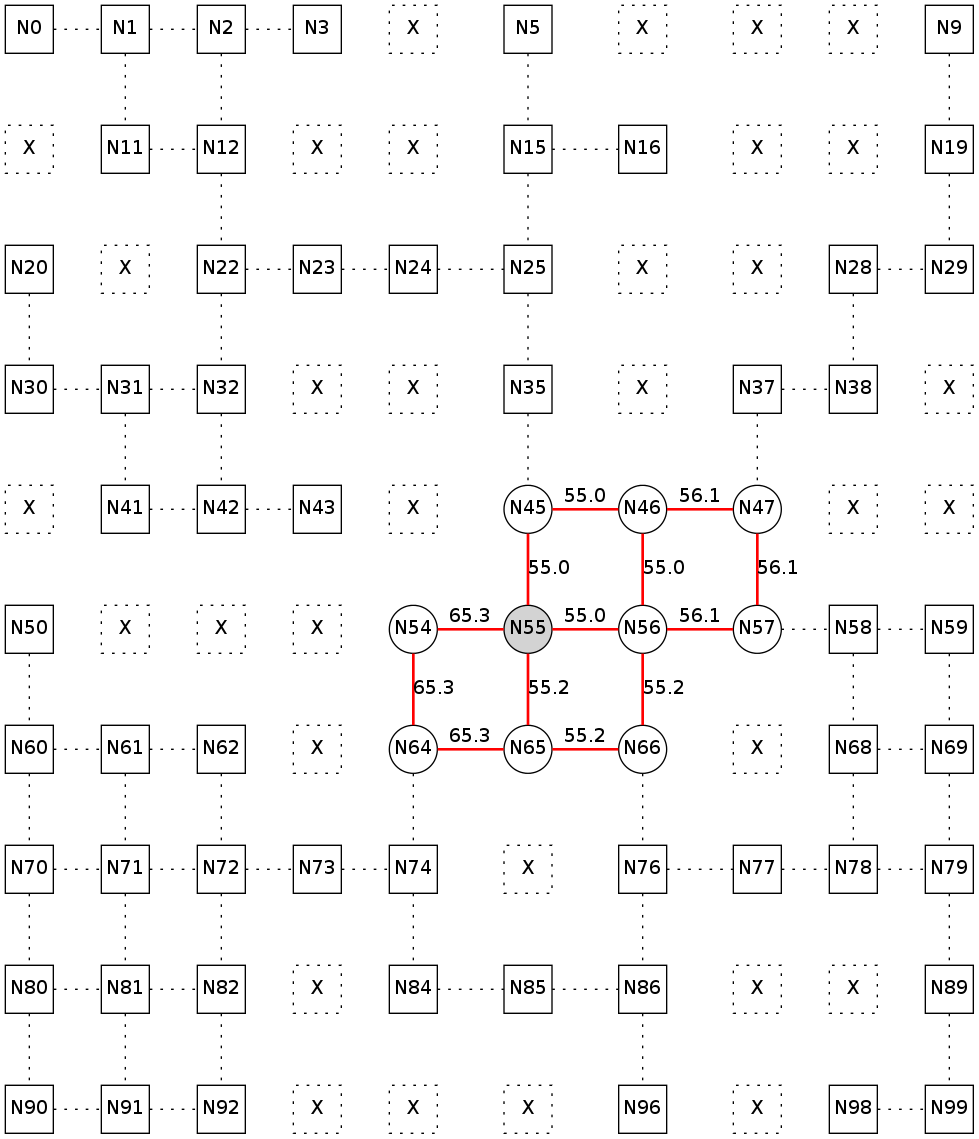 N0 N1 N2 N3 X N5 X X X N9
X N11 N12 X X N15 N16 X X N19
N20 X N22 N23 N24 N25 X X N28 N29
N30 N31 N32 X X N35 X N37 N38 X
55.0 56.1
X N41 N42 N43 X N45 N46 N47 X X
55.0 55.0 56.1
65.3 55.0 56.1
N50 X X X N54 N55 N56 N57 N58 N59
65.3 55.2 55.2
65.3 55.2
N60 N61 N62 X N64 N65 N66 X N68 N69
N70 N71 N72 N73 N74 X N76 N77 N78 N79
N80 N81 N82 X N84 N85 N86 X X N89
N90 N91 N92 X X X N96 X N98 N99